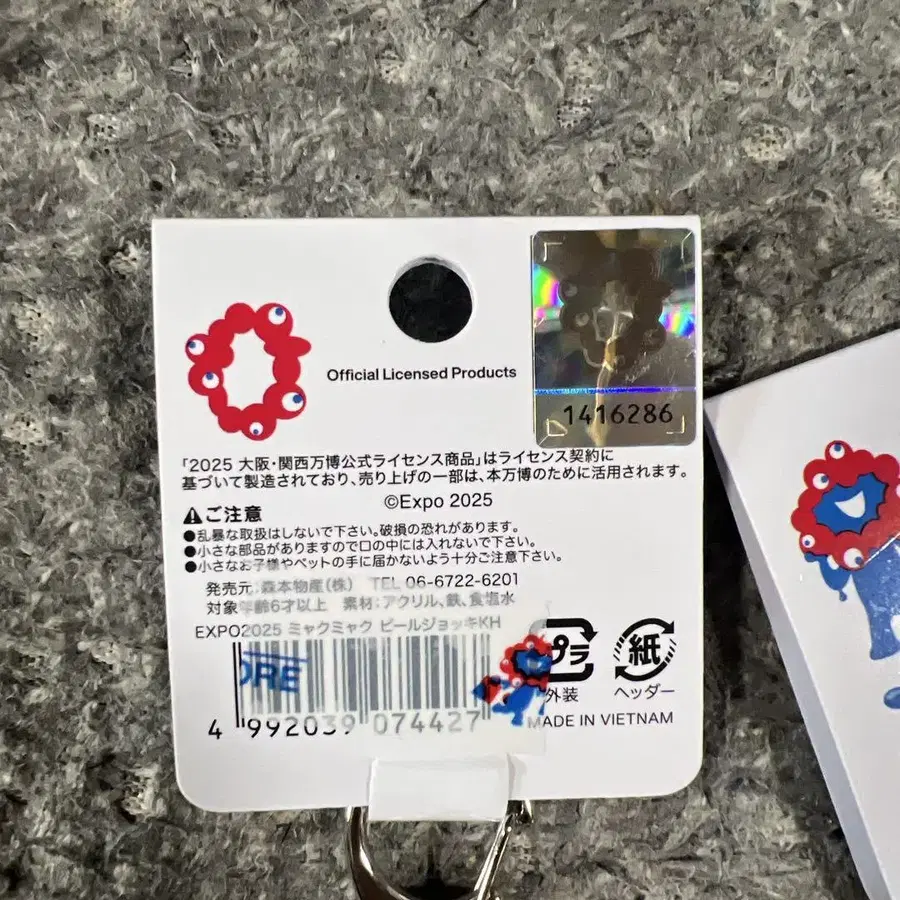 Official Licensed Products
1416286
「2025 大阪・関西万博公式ライセンス商品」はライセンス契約に
基づいて製造されており、売り上げの一部は、本万博のために活用されます。
©Expo 2025
ご注意
●乱暴な取扱はしないで下さい。破損の恐れがあります。
●小さな部品がありますので口の中には入れないで下さい。
●小さなお子様やペットの手に届かないよう十分ご注意下さい。
発売元:森本物産(株) TEL 06-6722-6201
対象年齢6才以上 素材:アクリル、鉄、食塩水
EXPO2025 ミャクミャク ビールジョッキKH
ORE
プラ
紙
外装
ヘッダー
4 992039 074427
MADE IN VIETNAM